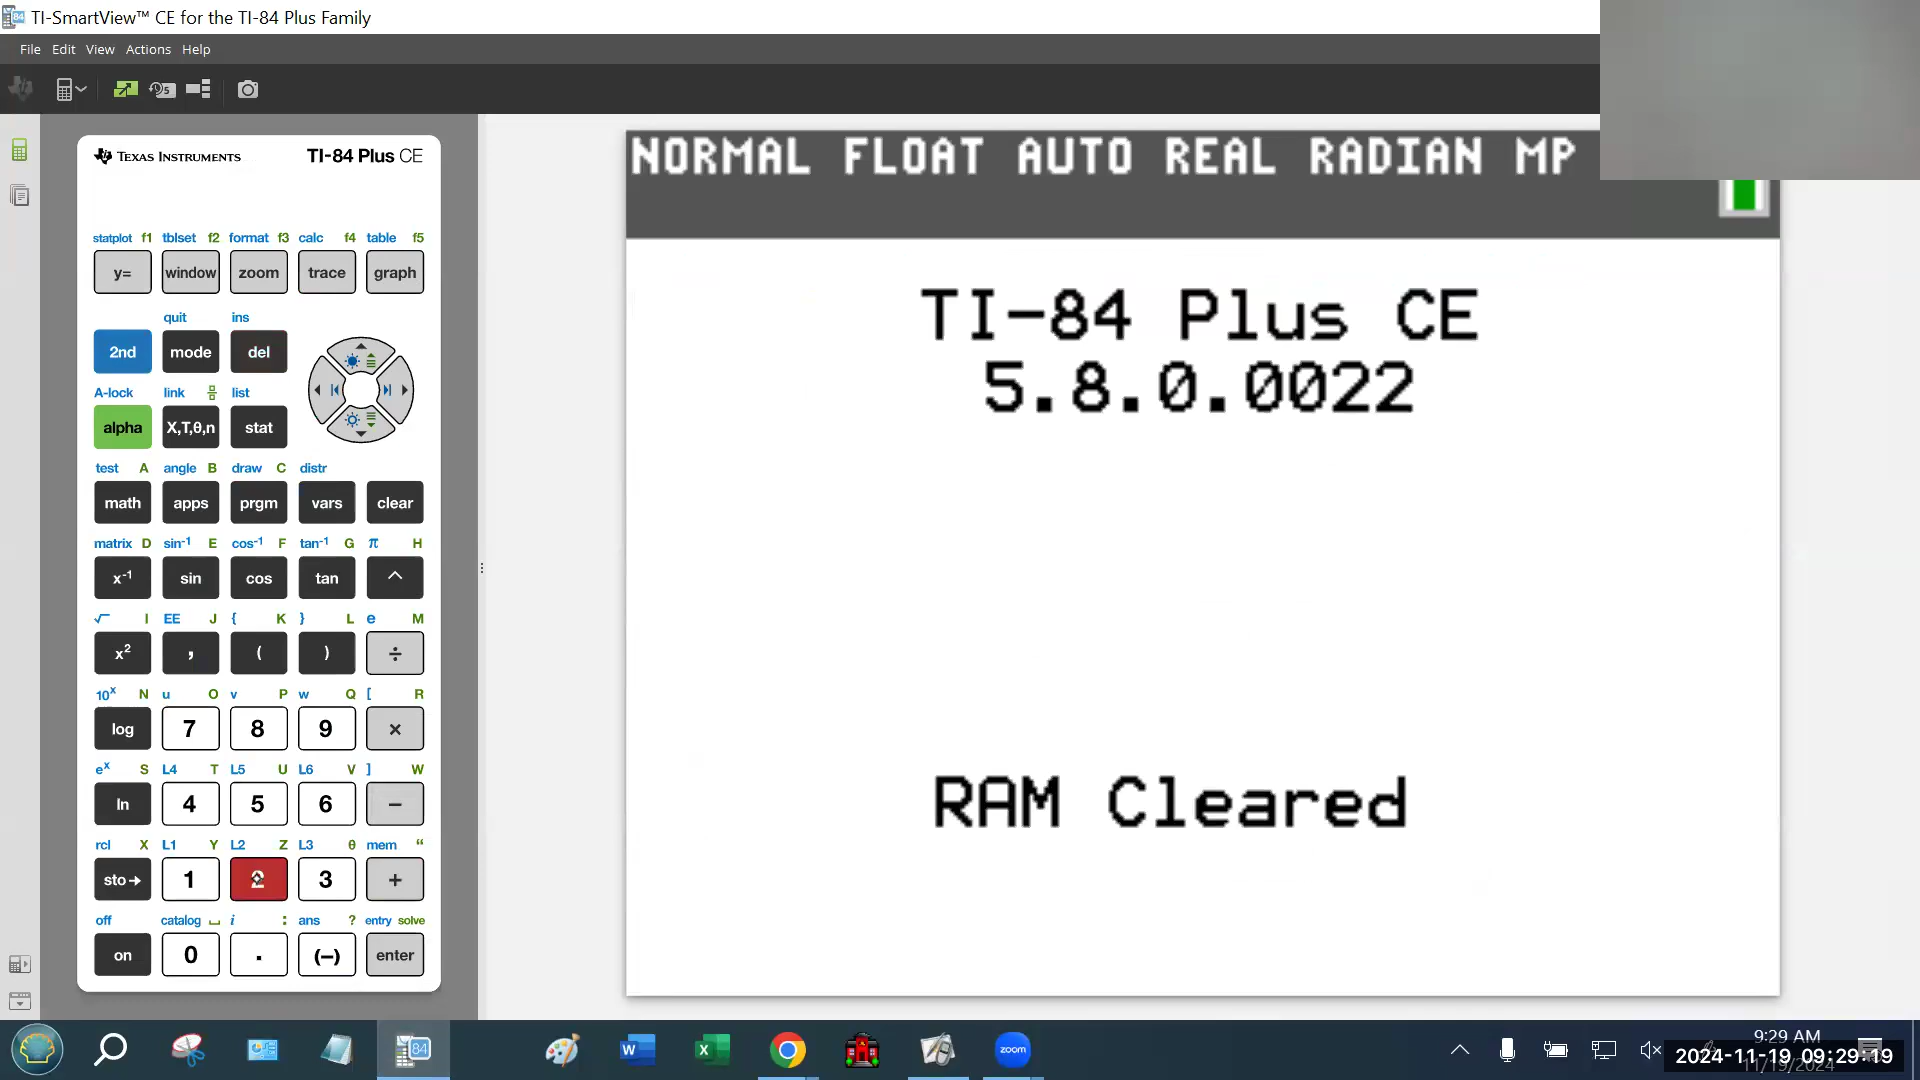 TI-SmartView™ CE for the TI-84 Plus Family
File Edit View Actions Help
TEXAS INSTRUMENTS TI-84 Plus CE
statplot f1 tblset f2 format f3 calc f4 table f5
y= window zoom trace graph
quit ins
2nd mode del
A-lock link list
alpha X,T,θ,n stat
test A angle B draw C distr
math apps prgm vars clear
matrix D sin⁻¹ E cos⁻¹ F tan⁻¹ G π H
x⁻¹ sin cos tan ^
√ I EE J { K } L e M
x² , ( ) ÷
10ˣ N u O v P w Q [ R
log 7 8 9 ×
eˣ S L4 T L5 U L6 V ] W
ln 4 5 6 −
rcl X L1 Y L2 Z L3 θ mem “
sto→ 1 2 3 +
off catalog ⎵ i : ans ? entry solve
on 0 . (−) enter
NORMAL FLOAT AUTO REAL RADIAN MP
TI-84 Plus CE
5.8.0.0022
RAM Cleared
84 W X zoom
9:29 AM
2024-11-19 09:29:19
11/19/2024